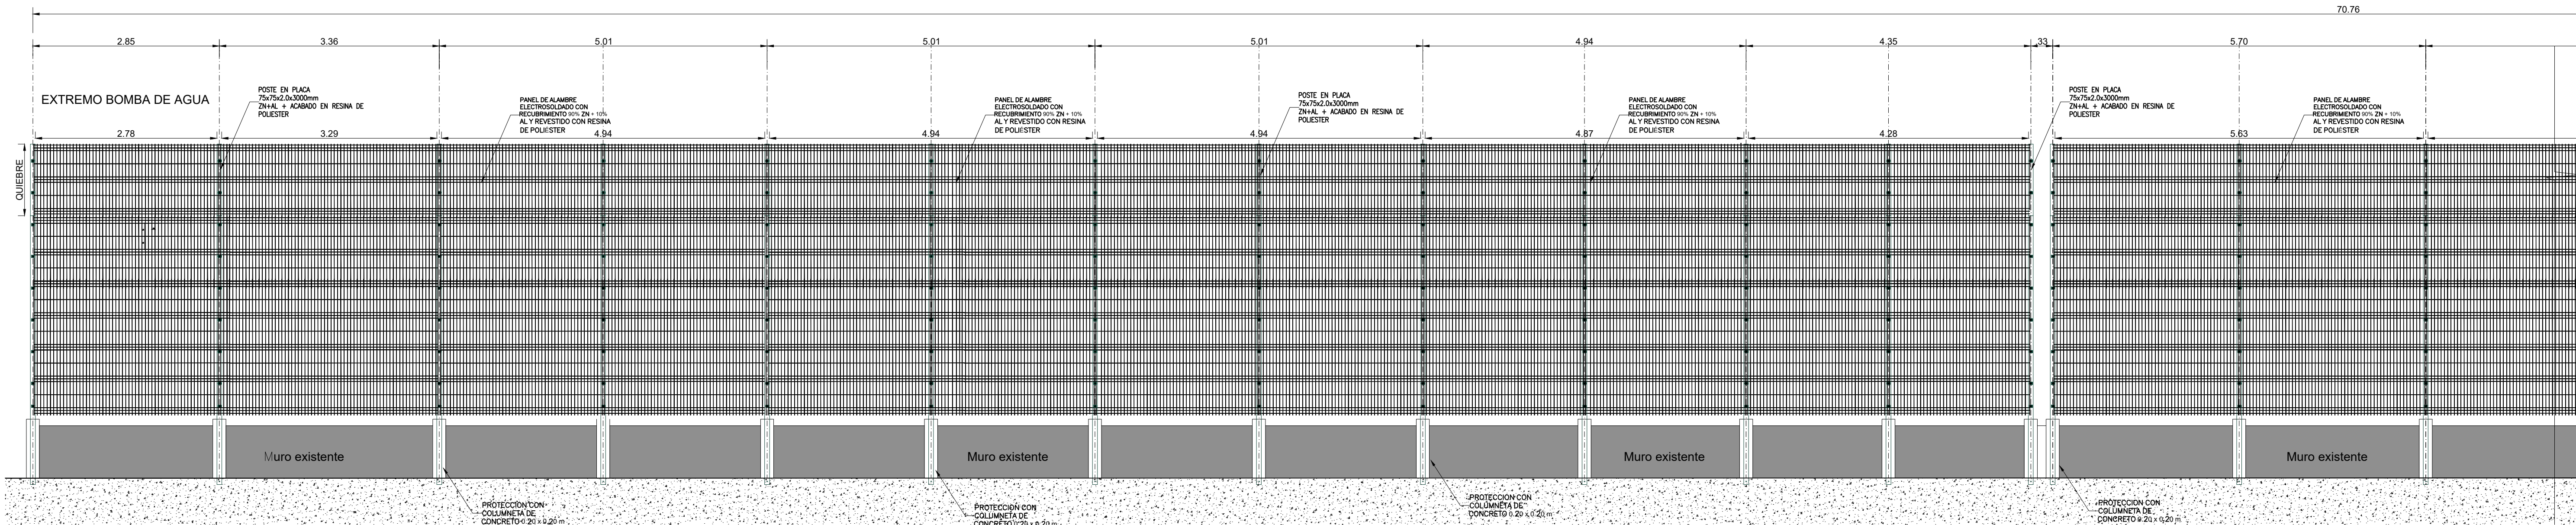 70.76
2.85
3.36
5.01
5.01
5.01
4.94
4.35
.33
5.70
EXTREMO BOMBA DE AGUA
POSTE EN PLACA
75x75x2.0x3000mm
ZN+AL + ACABADO EN RESINA DE
POLIESTER
PANEL DE ALAMBRE
ELECTROSOLDADO CON
RECUBRIMIENTO 90% ZN + 10%
AL Y REVESTIDO CON RESINA
DE POLIESTER
PANEL DE ALAMBRE
ELECTROSOLDADO CON
RECUBRIMIENTO 90% ZN + 10%
AL Y REVESTIDO CON RESINA
DE POLIESTER
POSTE EN PLACA
75x75x2.0x3000mm
ZN+AL + ACABADO EN RESINA DE
POLIESTER
PANEL DE ALAMBRE
ELECTROSOLDADO CON
RECUBRIMIENTO 90% ZN + 10%
AL Y REVESTIDO CON RESINA
DE POLIESTER
POSTE EN PLACA
75x75x2.0x3000mm
ZN+AL + ACABADO EN RESINA DE
POLIESTER
PANEL DE ALAMBRE
ELECTROSOLDADO CON
RECUBRIMIENTO 90% ZN + 10%
AL Y REVESTIDO CON RESINA
DE POLIESTER
2.78
3.29
4.94
4.94
4.94
4.87
4.28
5.63
QUIEBRE
Muro existente
Muro existente
Muro existente
Muro existente
PROTECCION CON
COLUMNETA DE
CONCRETO 0.20 x 0.20 m
PROTECCION CON
COLUMNETA DE
CONCRETO 0.20 x 0.20 m
PROTECCION CON
COLUMNETA DE
CONCRETO 0.20 x 0.20 m
PROTECCION CON
COLUMNETA DE
CONCRETO 0.20 x 0.20 m